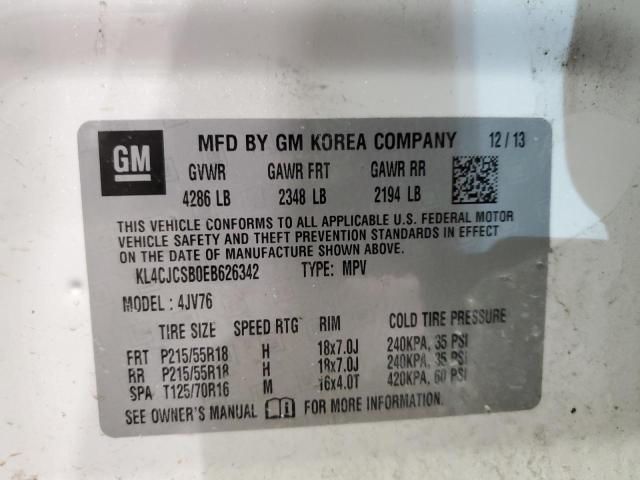 GM MFD BY GM KOREA COMPANY 12/13
GVWR GAWR FRT GAWR RR
4286 LB 2348 LB 2194 LB
THIS VEHICLE CONFORMS TO ALL APPLICABLE U.S. FEDERAL MOTOR
VEHICLE SAFETY AND THEFT PREVENTION STANDARDS IN EFFECT
ON THE DATE OF MANUFACTURE SHOWN ABOVE.
KL4CJCSB0EB626342 TYPE: MPV
MODEL: 4JV76
TIRE SIZE SPEED RTG RIM COLD TIRE PRESSURE
FRT P215/55R18 H 18x7.0J 240KPA, 35 PSI
RR P215/55R18 H 18x7.0J 240KPA, 35 PSI
SPA T125/70R16 M 16x4.0T 420KPA, 60 PSI
SEE OWNER'S MANUAL FOR MORE INFORMATION.